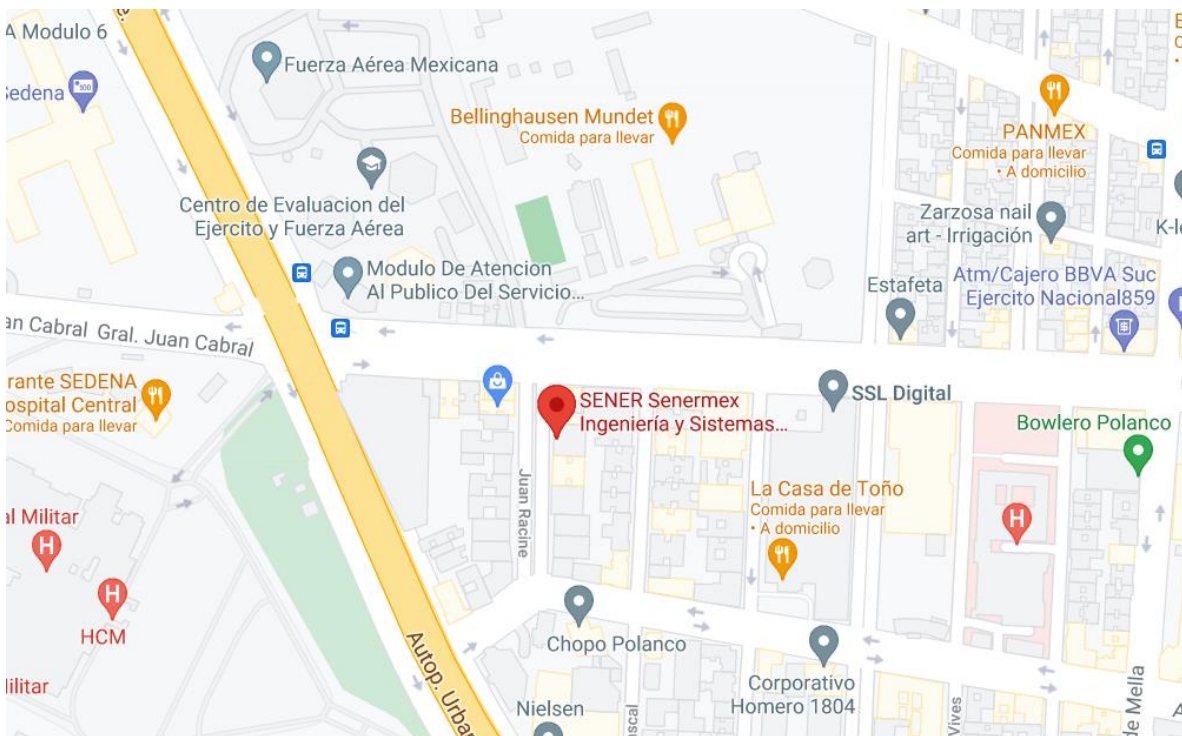 A Modulo 6
Sedena
Fuerza Aérea Mexicana
Bellinghausen Mundet
Comida para llevar
PANMEX
Comida para llevar
• A domicilio
Centro de Evaluacion del
Ejercito y Fuerza Aérea
Zarzosa nail
art - Irrigación
Modulo De Atencion
Al Publico Del Servicio...
Estafeta
Atm/Cajero BBVA Suc
Ejercito Nacional859
an Cabral Gral. Juan Cabral
rante SEDENA
ospital Central
Comida para llevar
SENER Senermex
Ingeniería y Sistemas...
SSL Digital
Bowlero Polanco
Juan Racine
La Casa de Toño
Comida para llevar
• A domicilio
H
al Militar
H
H
HCM
Chopo Polanco
Autop. Urba
Corporativo
Homero 1804
ilitar
Nielsen
ascal
Vives
de Mella